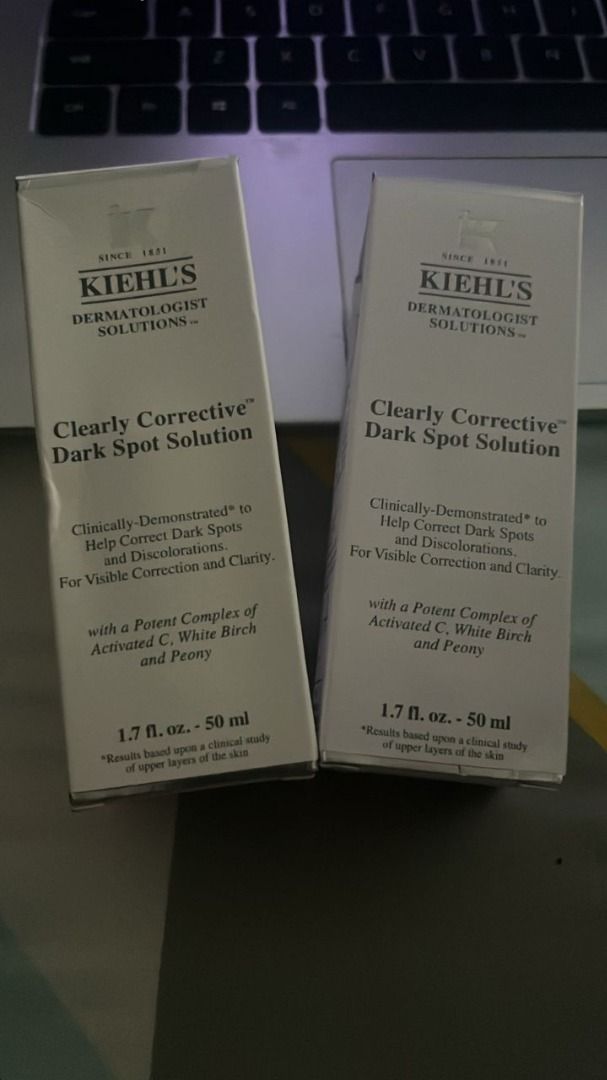 SINCE 1851
KIEHL'S
DERMATOLOGIST
SOLUTIONS™
Clearly Corrective™
Dark Spot Solution
Clinically-Demonstrated* to
Help Correct Dark Spots
and Discolorations.
For Visible Correction and Clarity.
with a Potent Complex of
Activated C, White Birch
and Peony
1.7 fl. oz. - 50 ml
*Results based upon a clinical study
of upper layers of the skin
SINCE 1851
KIEHL'S
DERMATOLOGIST
SOLUTIONS™
Clearly Corrective™
Dark Spot Solution
Clinically-Demonstrated* to
Help Correct Dark Spots
and Discolorations.
For Visible Correction and Clarity.
with a Potent Complex of
Activated C, White Birch
and Peony
1.7 fl. oz. - 50 ml
*Results based upon a clinical study
of upper layers of the skin